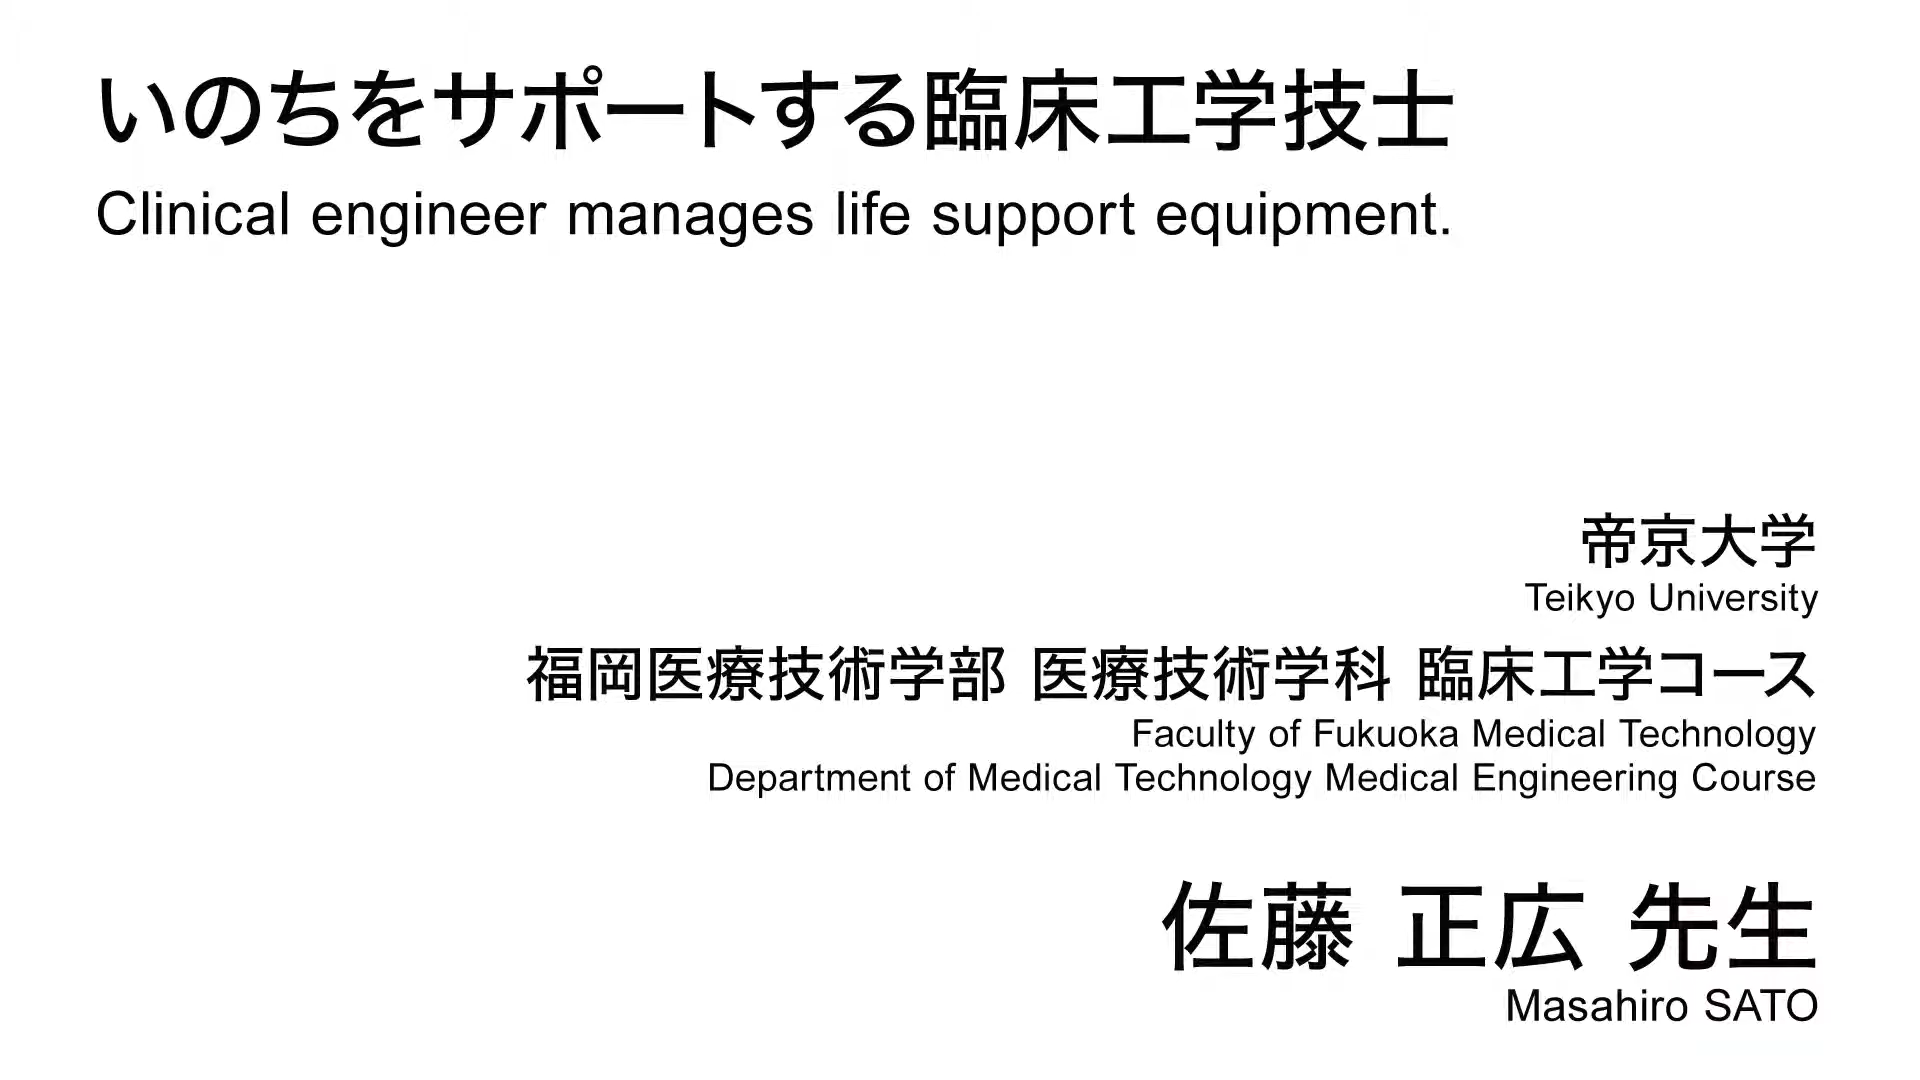 いのちをサポートする臨床工学技士
Clinical engineer manages life support equipment.
帝京大学
Teikyo University
福岡医療技術学部 医療技術学科 臨床工学コース
Faculty of Fukuoka Medical Technology
Department of Medical Technology Medical Engineering Course
佐藤 正広 先生
Masahiro SATO